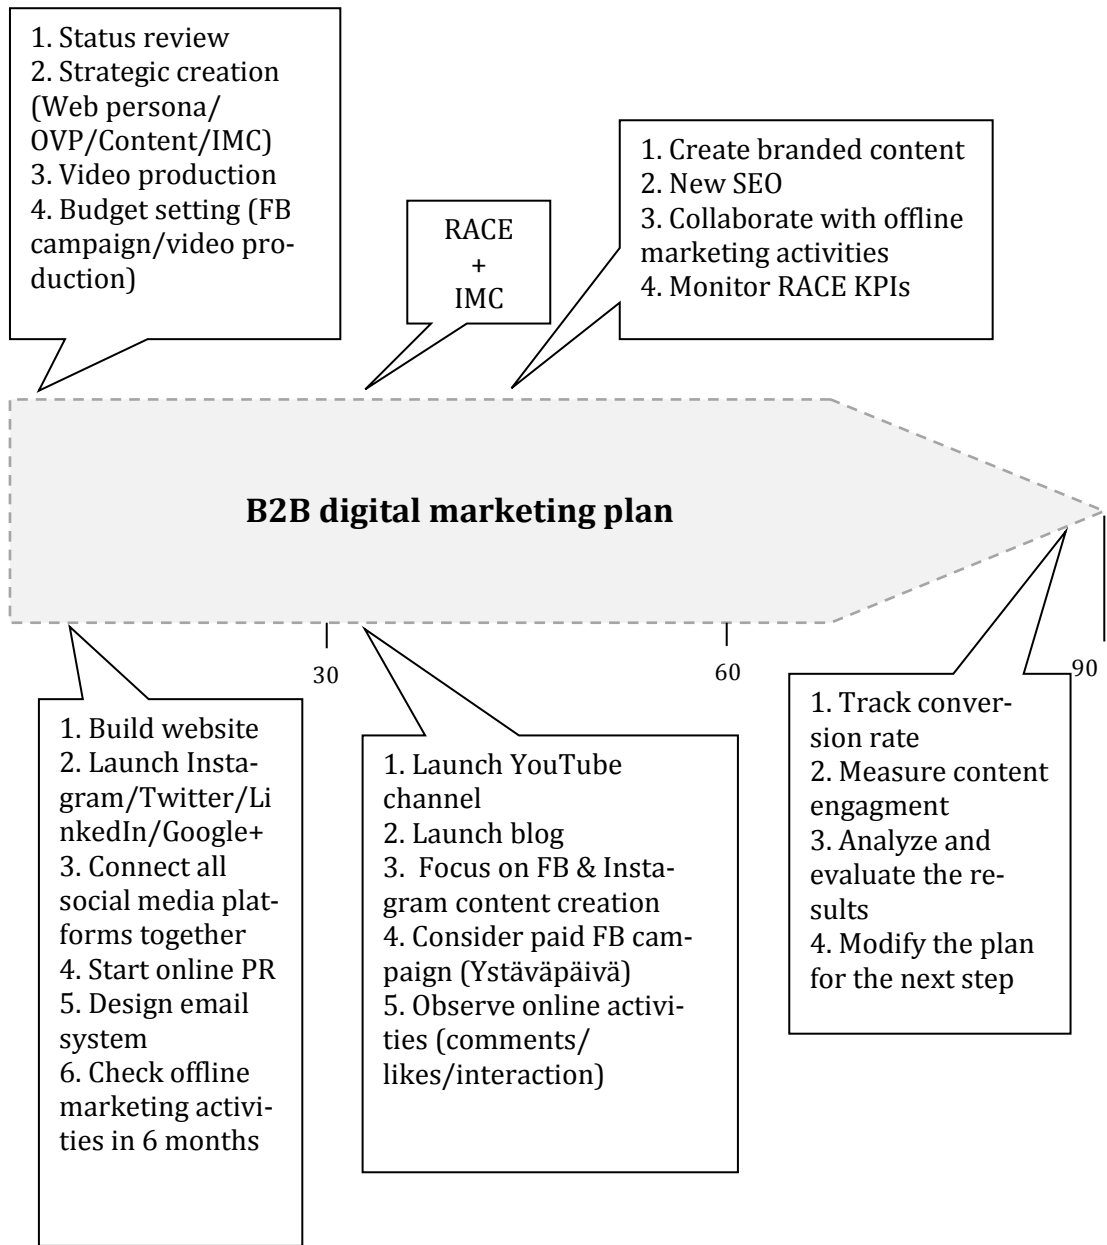 1. Status review
2. Strategic creation
(Web persona/
OVP/Content/IMC)
3. Video production
4. Budget setting (FB
campaign/video pro-
duction)
RACE
+
IMC
1. Create branded content
2. New SEO
3. Collaborate with offline
marketing activities
4. Monitor RACE KPIs
B2B digital marketing plan
30
60
90
1. Build website
2. Launch Insta-
gram/Twitter/Li
nkedIn/Google+
3. Connect all
social media plat-
forms together
4. Start online PR
5. Design email
system
6. Check offline
marketing activi-
ties in 6 months
1. Launch YouTube
channel
2. Launch blog
3.  Focus on FB & Insta-
gram content creation
4. Consider paid FB cam-
paign (Ystäväpäivä)
5. Observe online activi-
ties (comments/
likes/interaction)
1. Track conver-
sion rate
2. Measure content
engagment
3. Analyze and
evaluate the re-
sults
4. Modify the plan
for the next step